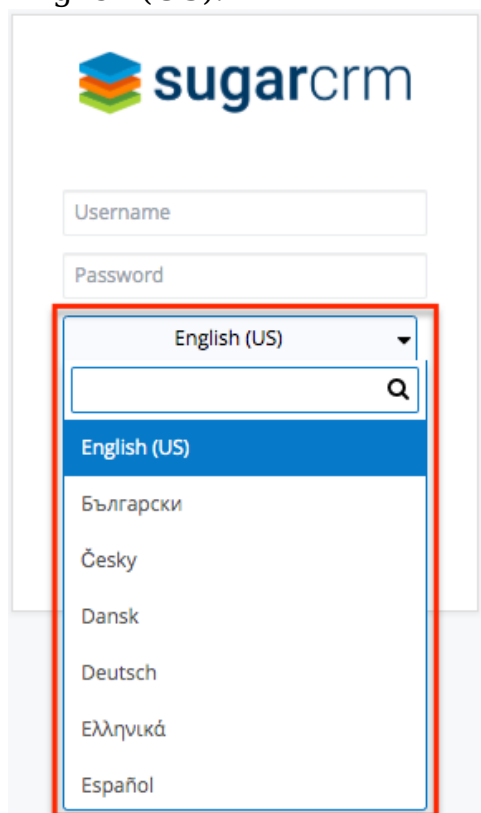 sugarcrm
Username
Password
English (US)
English (US)
Български
Česky
Dansk
Deutsch
Ελληνικά
Español